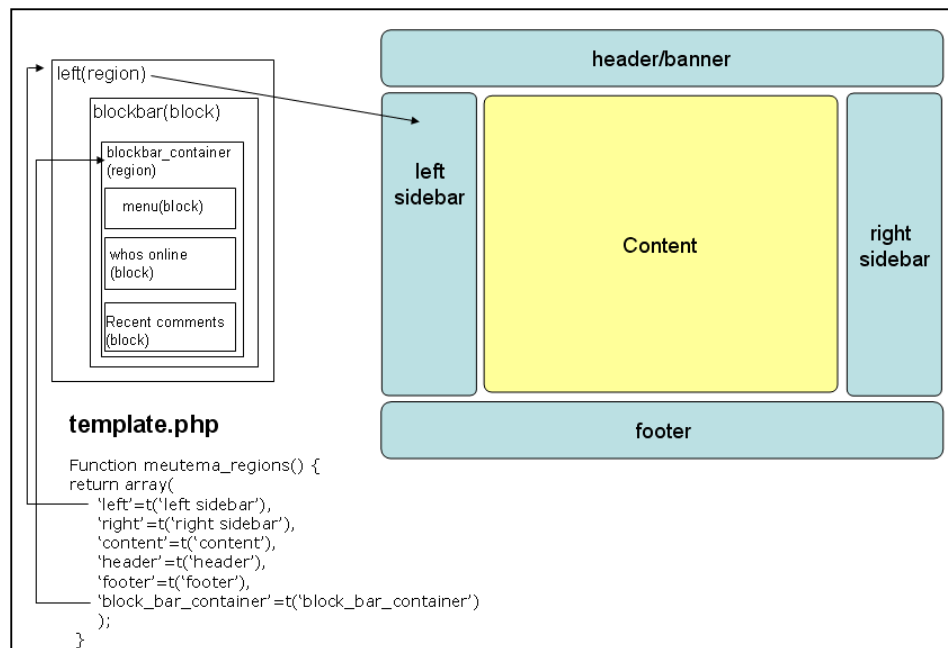 left(region)
blockbar(block)
blockbar_container
(region)
menu(block)
whos online
(block)
Recent comments
(block)
header/banner
left
sidebar
Content
right
sidebar
footer
template.php
Function meutema_regions() {
return array(
‘left’=t(‘left sidebar’),
‘right’=t(‘right sidebar’),
‘content’=t(‘content’),
‘header’=t(‘header’),
‘footer’=t(‘footer’),
‘block_bar_container’=t(‘block_bar_container’)
);
}